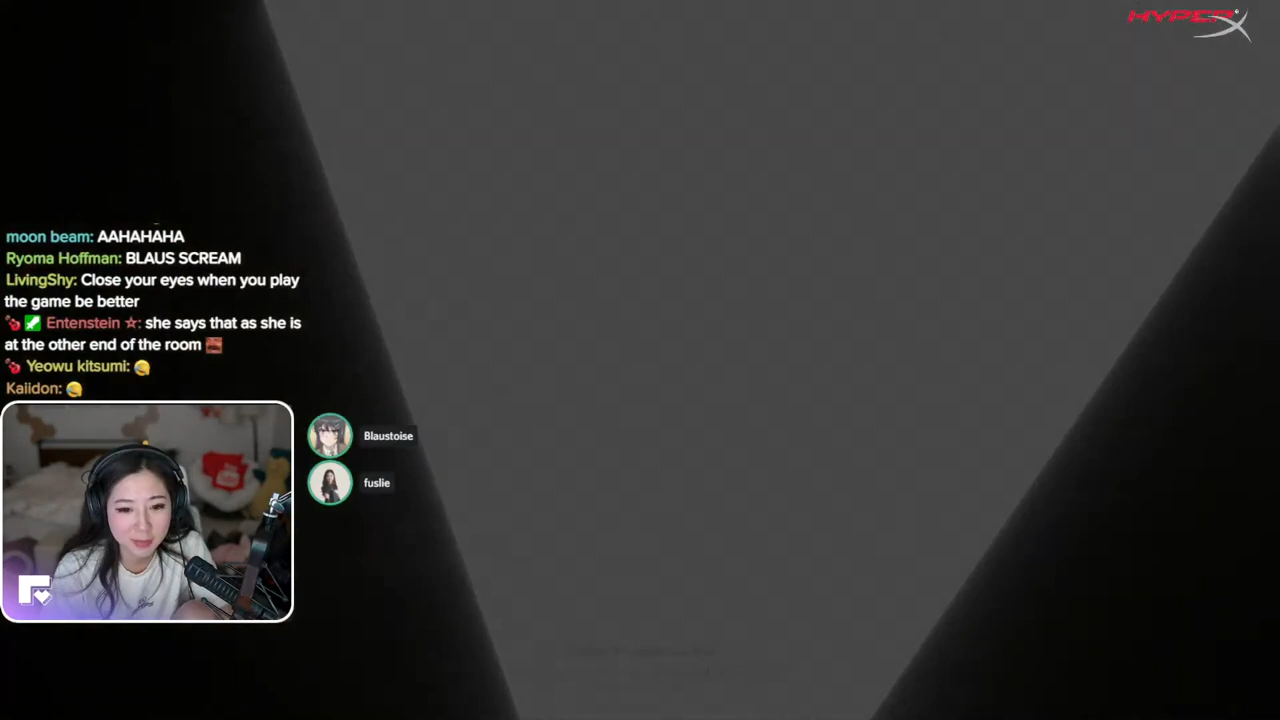 HYPERX
moon beam: AAHAHAHA
Ryoma Hoffman: BLAUS SCREAM
LivingShy: Close your eyes when you play
the game be better
Entenstein ☆: she says that as she is
at the other end of the room
Yeowu kitsumi:
Kaiidon:
Blaustoise
fuslie